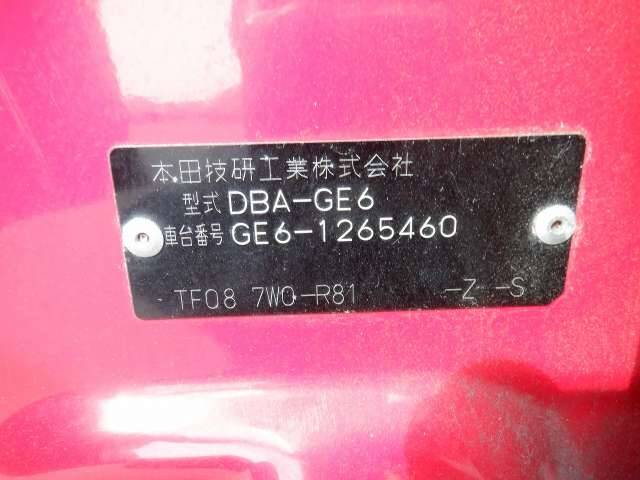 本田技研工業株式会社
型式 DBA-GE6
車台番号 GE6-1265460
TF08 7W0-R81 -Z -S